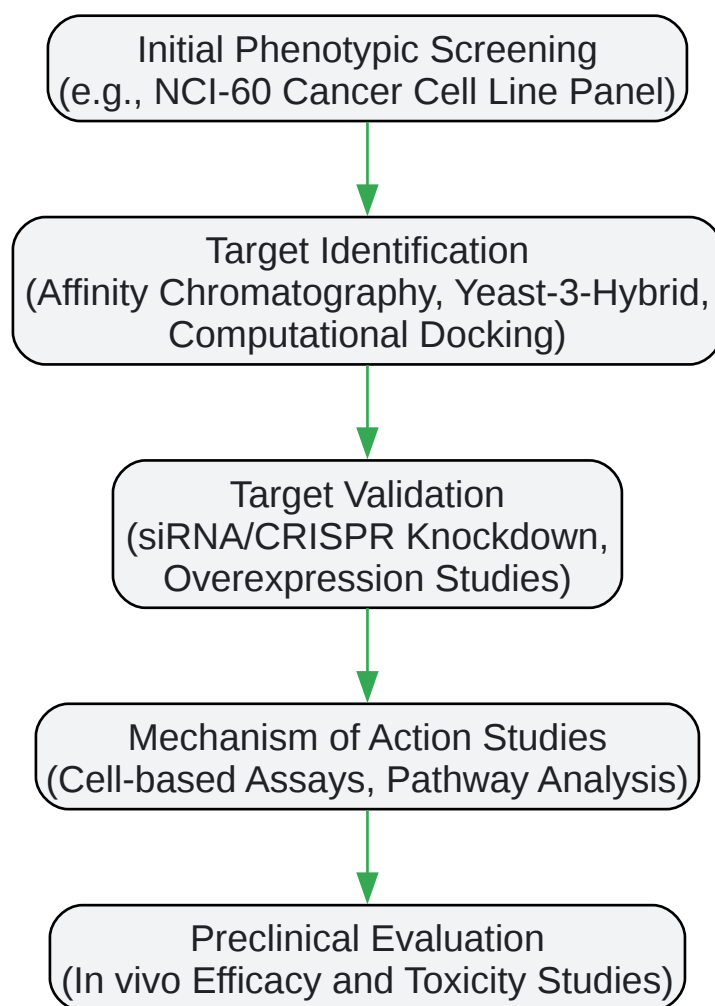 Initial Phenotypic Screening
(e.g., NCI-60 Cancer Cell Line Panel)
Target Identification
(Affinity Chromatography, Yeast-3-Hybrid,
Computational Docking)
Target Validation
(siRNA/CRISPR Knockdown,
Overexpression Studies)
Mechanism of Action Studies
(Cell-based Assays, Pathway Analysis)
Preclinical Evaluation
(In vivo Efficacy and Toxicity Studies)